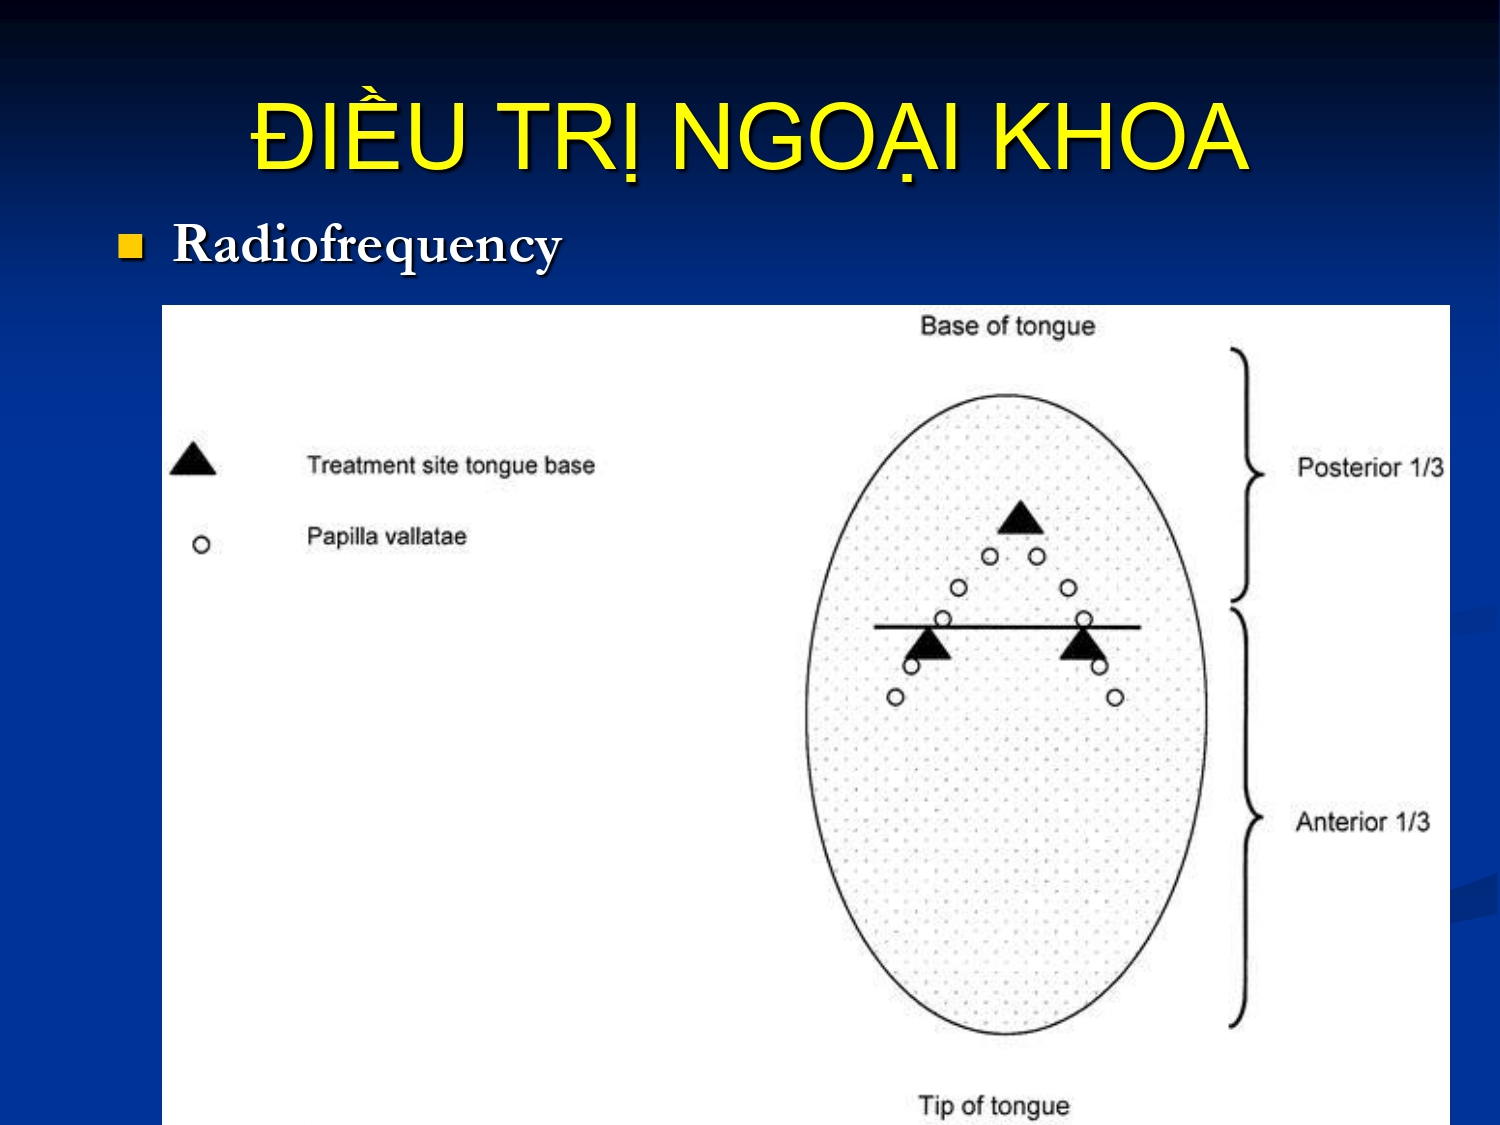 ĐIỀU TRỊ NGOẠI KHOA
Radiofrequency
Base of tongue
Treatment site tongue base
Posterior 1/3
Papilla vallatae
Anterior 1/3
Tip of tongue